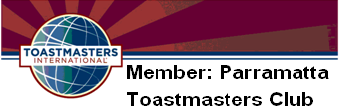 TOASTMASTERS
INTERNATIONAL
Member: Parramatta
Toastmasters Club